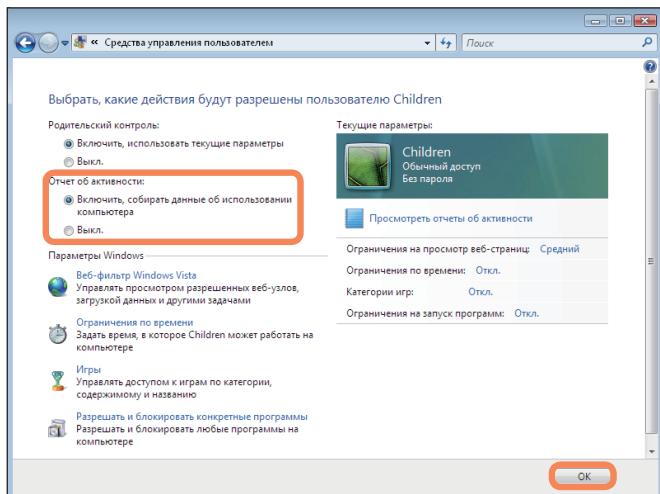 « Средства управления пользователем
Поиск
Выбрать, какие действия будут разрешены пользователю Children
Родительский контроль:
Включить, использовать текущие параметры
Выкл.
Отчет об активности:
Включить, собирать данные об использовании
компьютера
Выкл.
Параметры Windows
Веб-фильтр Windows Vista
Управлять просмотром разрешенных веб-узлов,
загрузкой данных и другими задачами
Ограничения по времени
Задать время, в которое Children может работать на
компьютере
Игры
Управлять доступом к играм по категории,
содержимому и названию
Разрешать и блокировать конкретные программы
Разрешать и блокировать любые программы на
компьютере
Текущие параметры:
Children
Обычный доступ
Без пароля
Просмотреть отчеты об активности
Ограничения на просмотр веб-страниц: Средний
Ограничения по времени: Откл.
Категории игр: Откл.
Ограничения на запуск программ: Откл.
OK